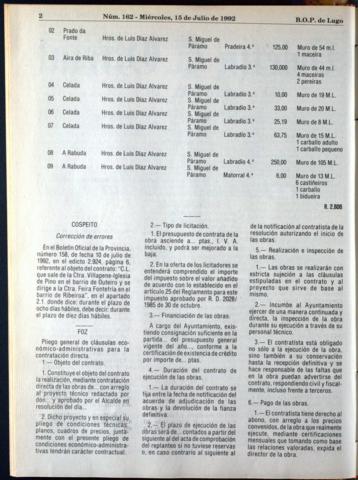 2 Núm. 162 - Miércoles, 15 de Julio de 1992 B.O.P. de Lugo
02 Prado da Fonte Hros. de Luis Díaz Alvarez S. Miguel de Páramo Pradeira 4.ª 125,00 Muro de 54 m.l. 1 maceira
03 Aira de Riba Hros. de Luis Díaz Alvarez S. Miguel de Páramo Labradío 3.ª 130,000 Muro de 44 m.l. 4 maceiras 2 pereiras
04 Celada Hros. de Luis Díaz Alvarez S. Miguel de Páramo Labradío 3.ª 10,00 Muro de 19 M.L.
05 Celada Hros. de Luis Díaz Alvarez S. Miguel de Páramo Labradío 3.ª 33,00 Muro de 20 M.L.
06 Celada Hros. de Luis Díaz Alvarez S. Miguel de Páramo Labradío 3.ª 25,19 Muro de 8 M.L.
07 Celada Hros. de Luis Díaz Alvarez S. Miguel de Páramo Labradío 3.ª 63,75 Muro de 15 M.L. 1 carballo adulto 1 carballo pequeno
08 A Rabuda Hros. de Luis Díaz Alvarez S. Miguel de Páramo Labradío 4.ª 250,00 Muro de 105 M.L.
09 A Rabuda Hros. de Luis Díaz Alvarez S. Miguel de Páramo Matorral 4.ª 6,00 Muro de 13 M.L. 6 castiñeiros 1 carballo 1 bidueira
R. 2.808
COSPEITO
Corrección de errores
En el Boletín Oficial de la Provincia,
número 158, de fecha 10 de julio de
1992, en el edicto 2.924, página 6,
referente al objeto del contrato: "C.L.
que sale de la Ctra. Villapene-Iglesia
de Pino en el barrio de Outeiro y se
dirige a la Ctra. Feira Fontefría en el
barrio de Ribeiriña", en el apartado
2.1. donde dice: durante el plazo de
ocho días hábiles, debe decir: durante
el plazo de diez días hábiles.
FOZ
Pliego general de cláusulas eco-
nómico-administrativas para la
contratación directa.
1.— Objeto del contrato.
1. Constituye el objeto del contrato
la realización, mediante contratación
directa de las obras de... con arreglo
al proyecto técnico redactado por
don... y aprobado por el Alcalde en
resolución del día...
2. Dicho proyecto y en especial su
pliego de condiciones técnicas,
planos, cuadros de precios, junta-
mente con el presente pliego de
condiciones económico-administra-
tivas tendrán carácter contractual.
2.— Tipo de licitación.
1. El presupuesto de contrata de la
obra asciende a... ptas., I. V. A.
incluido, y podrá ser mejorado a la
baja.
2. En la oferta de los licitadores se
entenderá comprendido el importe
del impuesto sobre el valor añadido
de acuerdo con lo establecido en el
artículo 25 del Reglamento para este
impuesto aprobado por R. D. 2028/
1985 de 30 de octubre.
3.— Financiación de las obras.
A cargo del Ayuntamiento, exis-
tiendo consignación suficiente en la
partida... del presupuesto general
vigente del año..., conforme a la
certificación de existencia de crédito
por importe de... ptas.
4.— Duración del contrato de
ejecución de las obras.
1.— La duración del contrato se
fija entre la fecha de notificación del
acuerdo de adjudicación de las
obras y la devolución de la fianza
definitiva.
2.— El plazo de ejecución de las
obras será de... contados a partir del
siguiente al del acta de comprobación
del replanteo si no tuviese reservas
o, en caso contrario al siguiente al
de la notificación al contratista de la
resolución autorizando el inicio de
las obras.
5.— Realización e inspección de
las obras.
1.— Las obras se realizarán con
estricta sujeción a las cláusulas
estipuladas en el contrato y al
proyecto que sirve de base al
mismo.
2.— Incumbe al Ayuntamiento
ejercer de una manera continuada y
directa, la inspección de la obra
durante su ejecución a través de su
personal técnico.
3.— El contratista está obligado
no sólo a la ejecución de la obra,
sino también a su conservación
hasta la recepción definitiva y se
hace responsable de las faltas que
en la obra puedan advertirse del
contrato, respondiendo civil y fiscal-
mente, incluso frente a terceros.
6.— Pago de las obras.
1.— El contratista tiene derecho al
abono, con arreglo a los precios
convenidos, de la obra que realmente
ejecute, mediante certificaciones
mensuales que tomando como base
las relaciones valoradas, expida el
director de la obra.